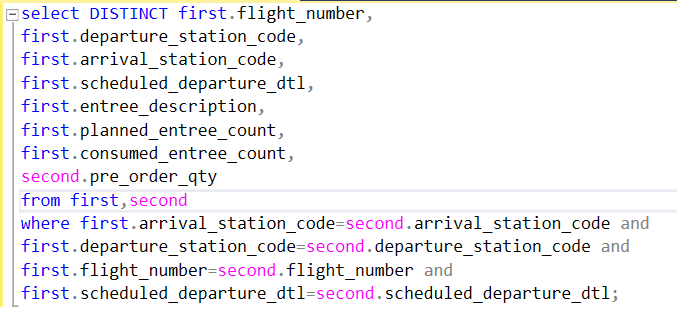 select DISTINCT first.flight_number,
first.departure_station_code,
first.arrival_station_code,
first.scheduled_departure_dtl,
first.entree_description,
first.planned_entree_count,
first.consumed_entree_count,
second.pre_order_qty
from first,second
where first.arrival_station_code=second.arrival_station_code and
first.departure_station_code=second.departure_station_code and
first.flight_number=second.flight_number and
first.scheduled_departure_dtl=second.scheduled_departure_dtl;